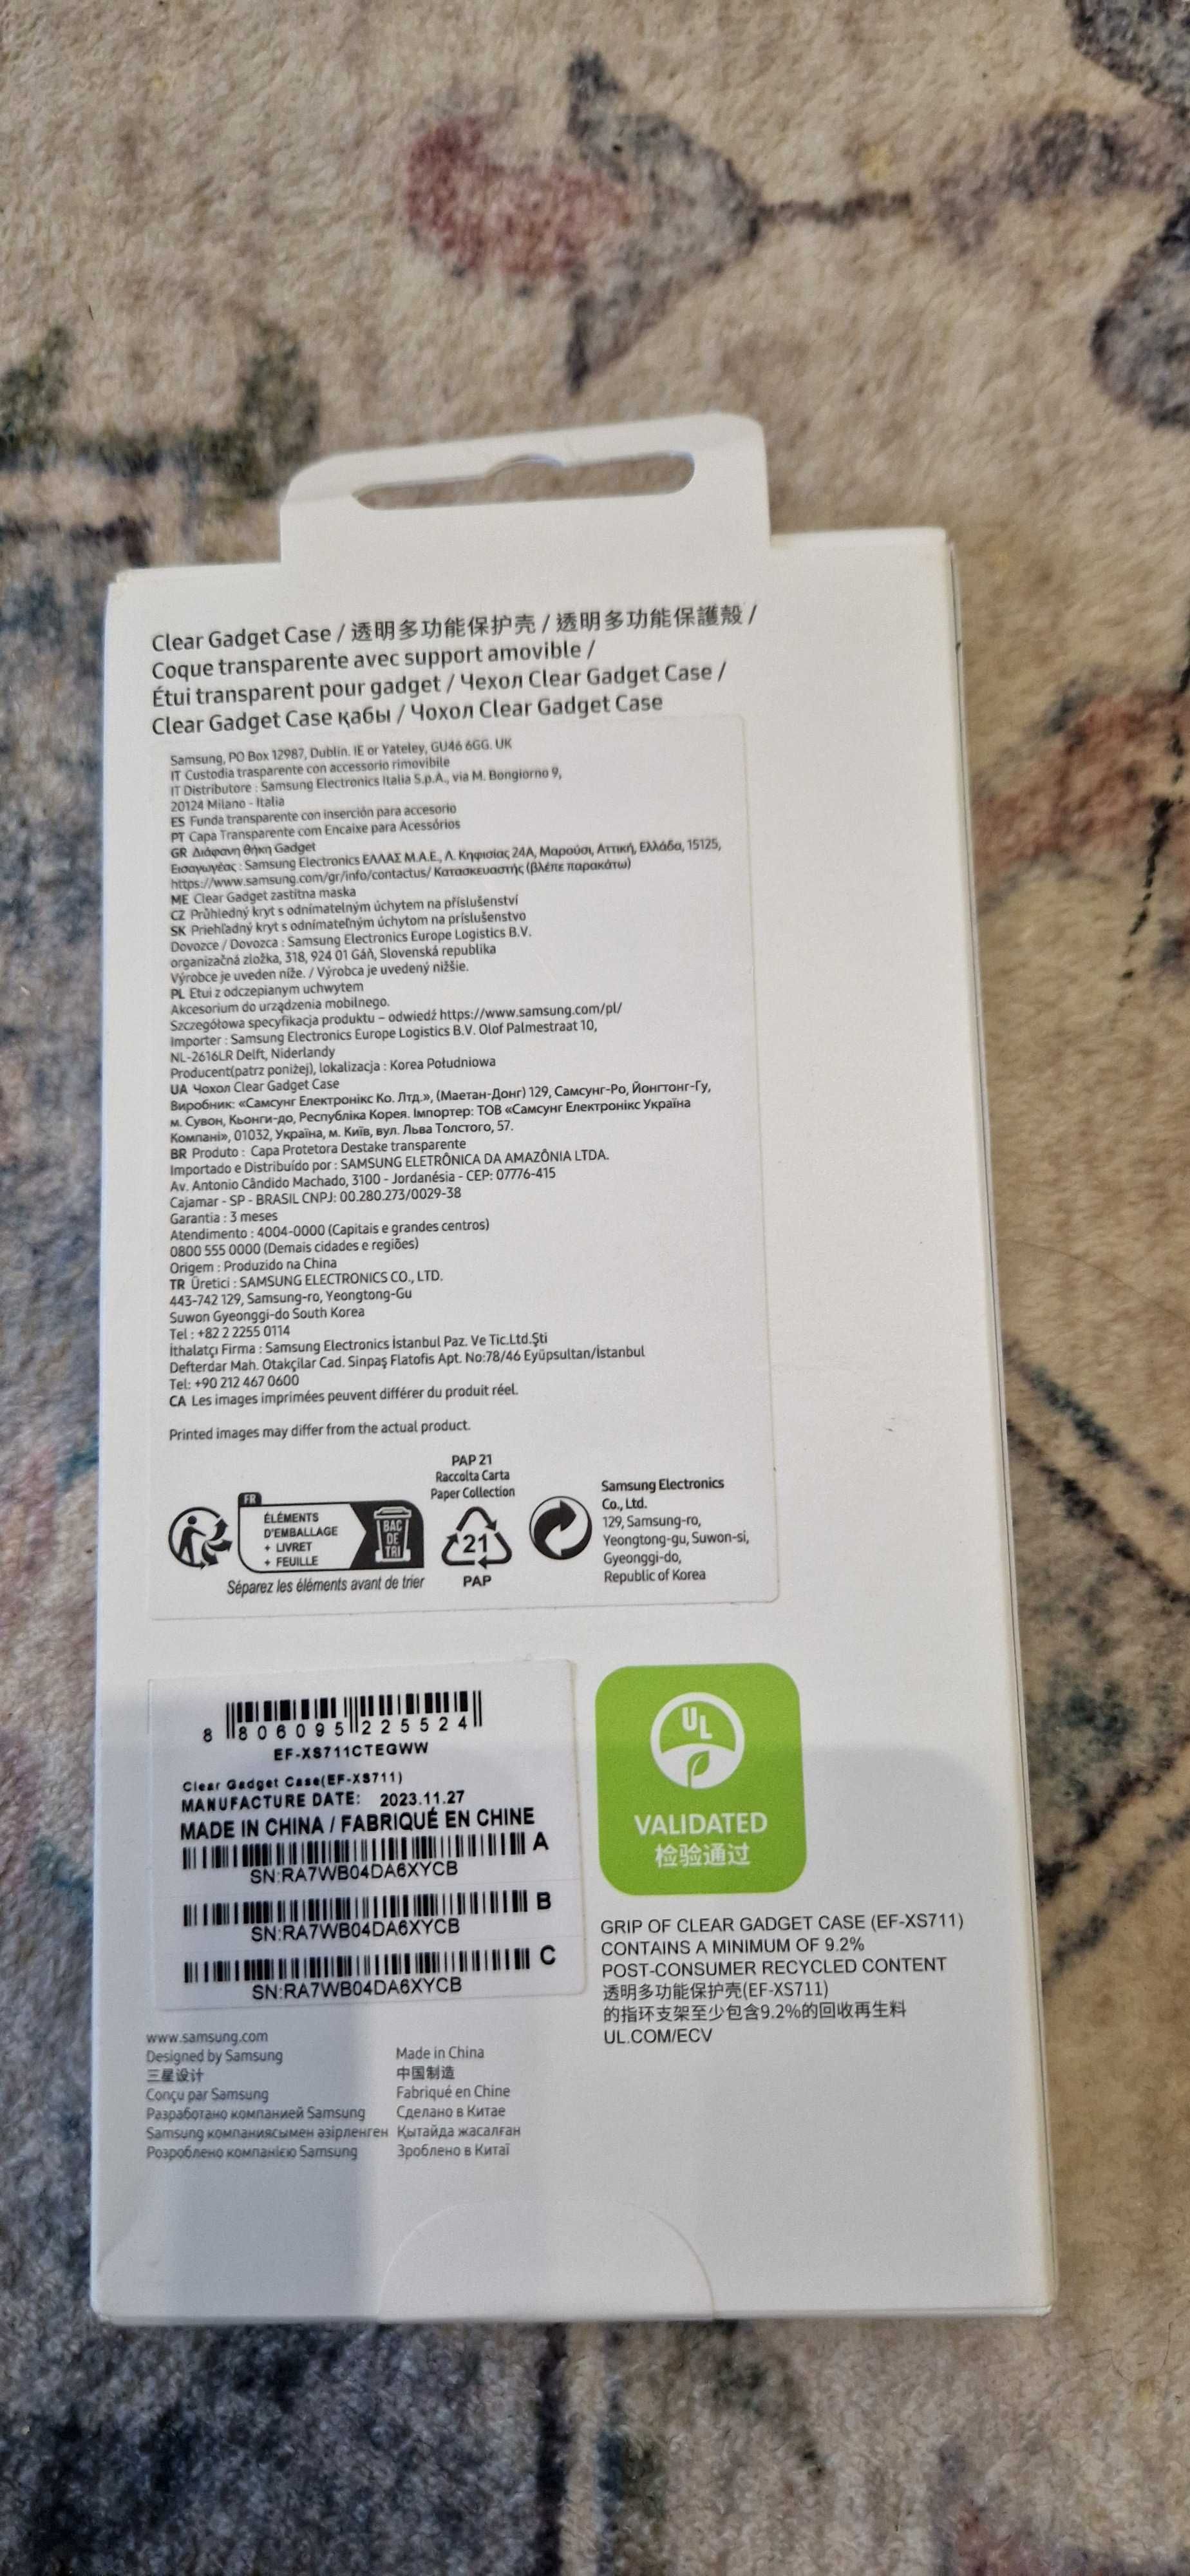 Clear Gadget Case / 透明多功能保护壳 / 透明多功能保護殼 /
Coque transparente avec support amovible /
Étui transparent pour gadget / Чехол Clear Gadget Case /
Clear Gadget Case қабы / Чохол Clear Gadget Case
Samsung, PO Box 12987, Dublin. IE or Yateley, GU46 6GG. UK
IT Custodia trasparente con accessorio rimovibile
IT Distributore : Samsung Electronics Italia S.p.A., via M. Bongiorno 9,
20124 Milano - Italia
ES Funda transparente con inserción para accesorio
PT Capa Transparente com Encaixe para Acessórios
GR Διάφανη θήκη Gadget
Εισαγωγέας : Samsung Electronics ΕΛΛΑΣ Μ.Α.Ε., Λ. Κηφισίας 24Α, Μαρούσι, Αττική, Ελλάδα, 15125,
https://www.samsung.com/gr/info/contactus/ Κατασκευαστής (βλέπε παρακάτω)
ME Clear Gadget zastitna maska
CZ Průhledný kryt s odnímatelným úchytem na příslušenství
SK Priehľadný kryt s odnímateľným úchytom na príslušenstvo
Dovozce / Dovozca : Samsung Electronics Europe Logistics B.V.
organizačná zložka, 318, 924 01 Gáň, Slovenská republika
Výrobce je uveden níže. / Výrobca je uvedený nižšie.
PL Etui z odczepianym uchwytem
Akcesorium do urządzenia mobilnego.
Szczegółowa specyfikacja produktu – odwiedź https://www.samsung.com/pl/
Importer : Samsung Electronics Europe Logistics B.V. Olof Palmestraat 10,
NL-2616LR Delft, Niderlandy
Producent(patrz poniżej), lokalizacja : Korea Południowa
UA Чохол Clear Gadget Case
Виробник: «Самсунг Електронікс Ко. Лтд.», (Маетан-Донг) 129, Самсунг-Ро, Йонгтонг-Гу,
м. Сувон, Кьонги-до, Республіка Корея. Імпортер: ТОВ «Самсунг Електронікс Україна
Компані», 01032, Україна, м. Київ, вул. Льва Толстого, 57.
BR Produto : Capa Protetora Destake transparente
Importado e Distribuído por : SAMSUNG ELETRÔNICA DA AMAZÔNIA LTDA.
Av. Antonio Cândido Machado, 3100 - Jordanésia - CEP: 07776-415
Cajamar - SP - BRASIL CNPJ: 00.280.273/0029-38
Garantia : 3 meses
Atendimento : 4004-0000 (Capitais e grandes centros)
0800 555 0000 (Demais cidades e regiões)
Origem : Produzido na China
TR Üretici : SAMSUNG ELECTRONICS CO., LTD.
443-742 129, Samsung-ro, Yeongtong-Gu
Suwon Gyeonggi-do South Korea
Tel : +82 2 2255 0114
İthalatçı Firma : Samsung Electronics İstanbul Paz. Ve Tic.Ltd.Şti
Defterdar Mah. Otakçilar Cad. Sinpaş Flatofis Apt. No:78/46 Eyüpsultan/İstanbul
Tel: +90 212 467 0600
CA Les images imprimées peuvent différer du produit réel.
Printed images may differ from the actual product.
FR
ÉLÉMENTS
D'EMBALLAGE
+ LIVRET
+ FEUILLE
BAC
DE
TRI
Séparez les éléments avant de trier
PAP 21
Raccolta Carta
Paper Collection
21
PAP
Samsung Electronics
Co., Ltd.
129, Samsung-ro,
Yeongtong-gu, Suwon-si,
Gyeonggi-do,
Republic of Korea
8 806095 225524
EF-XS711CTEGWW
Clear Gadget Case(EF-XS711)
MANUFACTURE DATE: 2023.11.27
MADE IN CHINA / FABRIQUÉ EN CHINE
A
SN:RA7WB04DA6XYCB
B
SN:RA7WB04DA6XYCB
C
SN:RA7WB04DA6XYCB
UL
VALIDATED
检验通过
GRIP OF CLEAR GADGET CASE (EF-XS711)
CONTAINS A MINIMUM OF 9.2%
POST-CONSUMER RECYCLED CONTENT
透明多功能保护壳(EF-XS711)
的指环支架至少包含9.2%的回收再生料
UL.COM/ECV
www.samsung.com
Designed by Samsung
三星设计
Conçu par Samsung
Разработано компанией Samsung
Samsung компаниясымен әзірленген
Розроблено компанією Samsung
Made in China
中国制造
Fabriqué en Chine
Сделано в Китае
Қытайда жасалған
Зроблено в Китаї